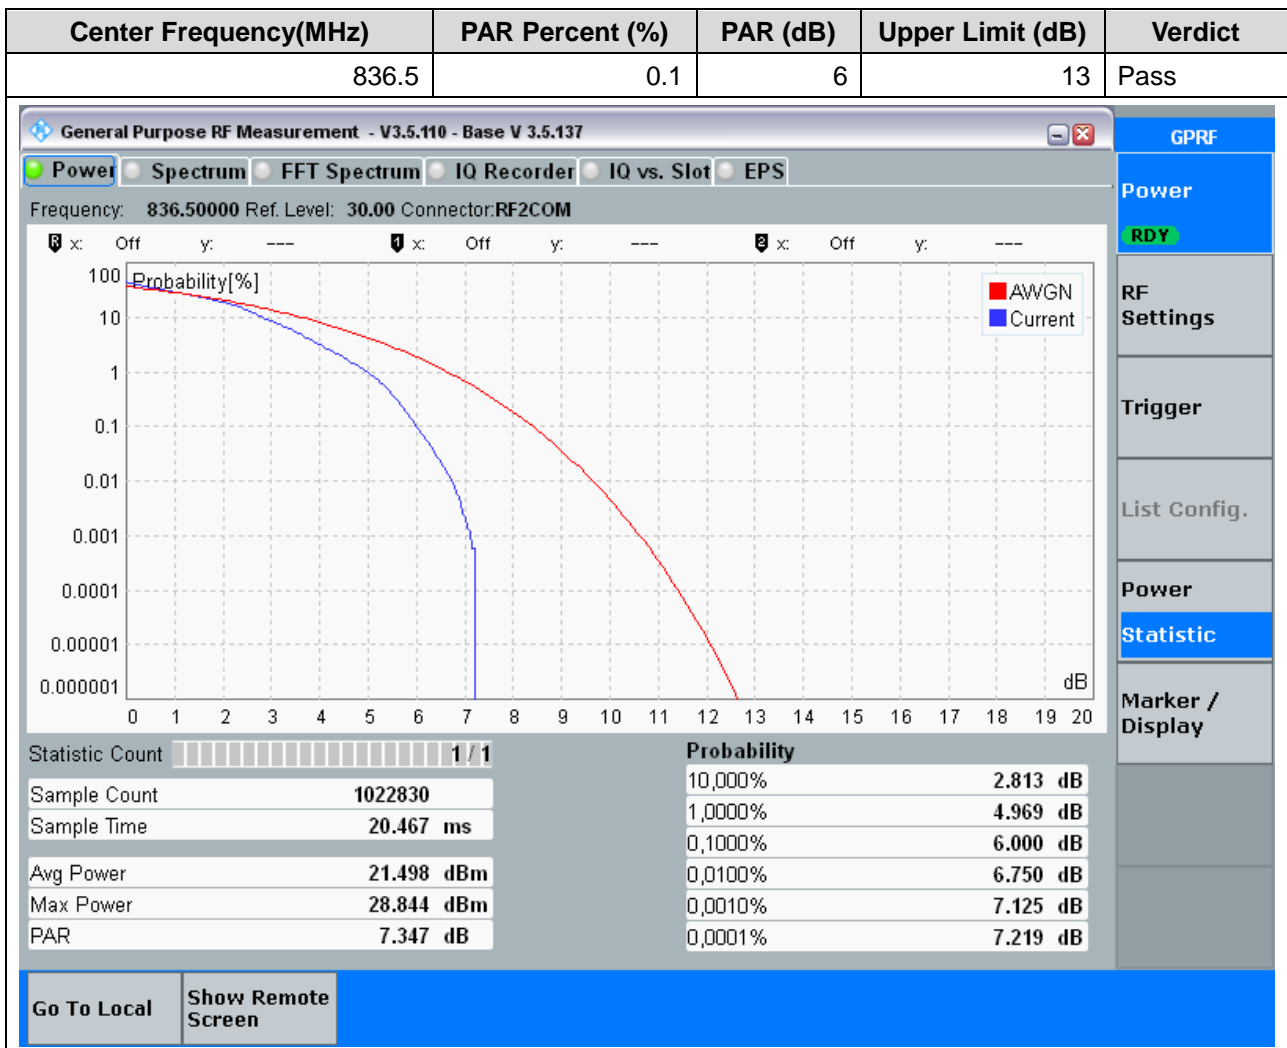 Center Frequency(MHz) PAR Percent (%) PAR (dB) Upper Limit (dB) Verdict
836.5 0.1 6 13 Pass
General Purpose RF Measurement - V3.5.110 - Base V 3.5.137
GPRF
Power Spectrum FFT Spectrum IQ Recorder IQ vs. Slot EPS
Power
RDY
Frequency: 836.50000 Ref. Level: 30.00 Connector:RF2COM
R x: Off y: --- 1 x: Off y: --- 2 x: Off y: ---
100 Probability[%]
AWGN
Current
10
1
0.1
0.01
0.001
0.0001
0.00001
0.000001
dB
0 1 2 3 4 5 6 7 8 9 10 11 12 13 14 15 16 17 18 19 20
RF
Settings
Trigger
List Config.
Power
Statistic
Marker /
Display
Statistic Count 1 / 1
Sample Count 1022830
Sample Time 20.467 ms
Avg Power 21.498 dBm
Max Power 28.844 dBm
PAR 7.347 dB
Probability
10,000% 2.813 dB
1,0000% 4.969 dB
0,1000% 6.000 dB
0,0100% 6.750 dB
0,0010% 7.125 dB
0,0001% 7.219 dB
Go To Local
Show Remote
Screen